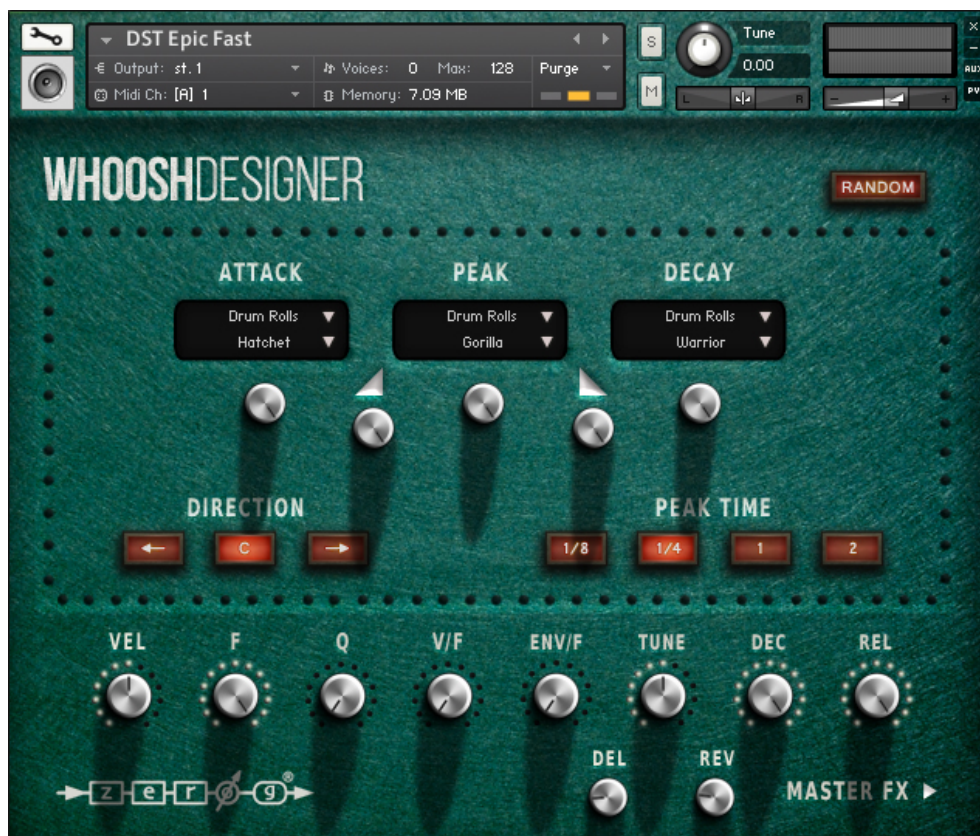 DST Epic Fast
Output: st. 1
Voices: 0 Max: 128
Purge
Midi Ch: [A] 1
Memory: 7.09 MB
S
M
Tune
0.00
L R
- +
×
-
AUX
PV
WHOOSHDESIGNER
RANDOM
ATTACK PEAK DECAY
Drum Rolls Drum Rolls Drum Rolls
Hatchet Gorilla Warrior
DIRECTION PEAK TIME
← C → 1/8 1/4 1 2
VEL F Q V/F ENV/F TUNE DEC REL
DEL REV
zerøg®
MASTER FX